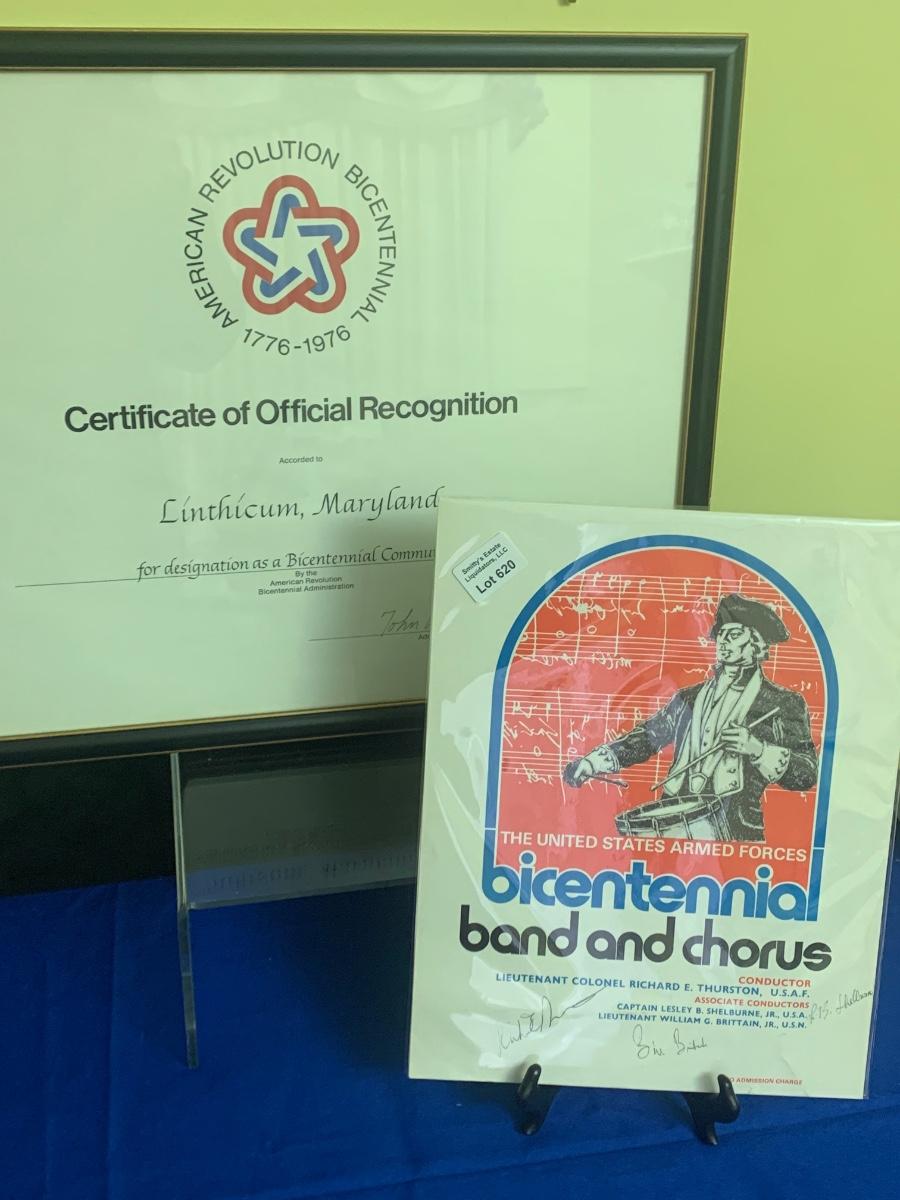 AMERICAN REVOLUTION BICENTENNIAL
1776-1976
Certificate of Official Recognition
Accorded to
Linthicum, Maryland
for designation as a Bicentennial Commu
By the
American Revolution
Bicentennial Administration
John
Smitty's Estate
Liquidators, LLC
Lot 620
THE UNITED STATES ARMED FORCES
bicentennial
band and chorus
CONDUCTOR
LIEUTENANT COLONEL RICHARD E. THURSTON, U.S.A.F.
ASSOCIATE CONDUCTORS
CAPTAIN LESLEY B. SHELBURNE, JR., U.S.A.
LIEUTENANT WILLIAM G. BRITTAIN, JR., U.S.N.
ADMISSION CHARGE